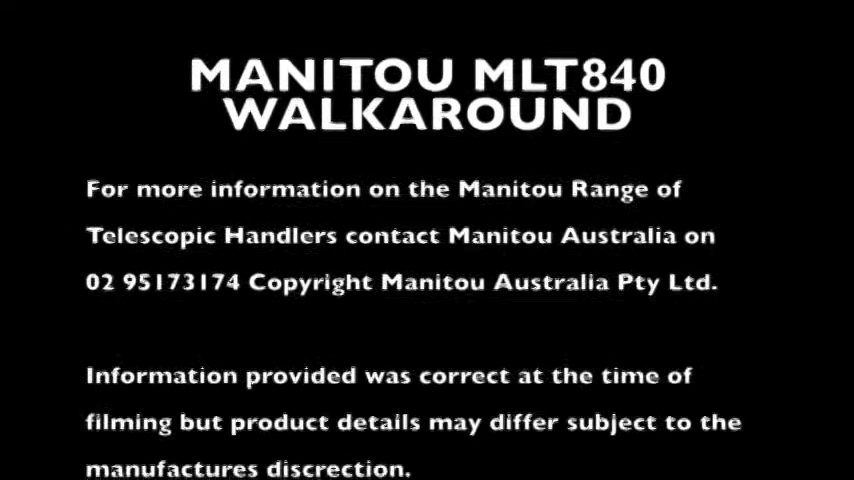 MANITOU MLT840
WALKAROUND
For more information on the Manitou Range of
Telescopic Handlers contact Manitou Australia on
02 95173174 Copyright Manitou Australia Pty Ltd.
Information provided was correct at the time of
filming but product details may differ subject to the
manufactures discrection.